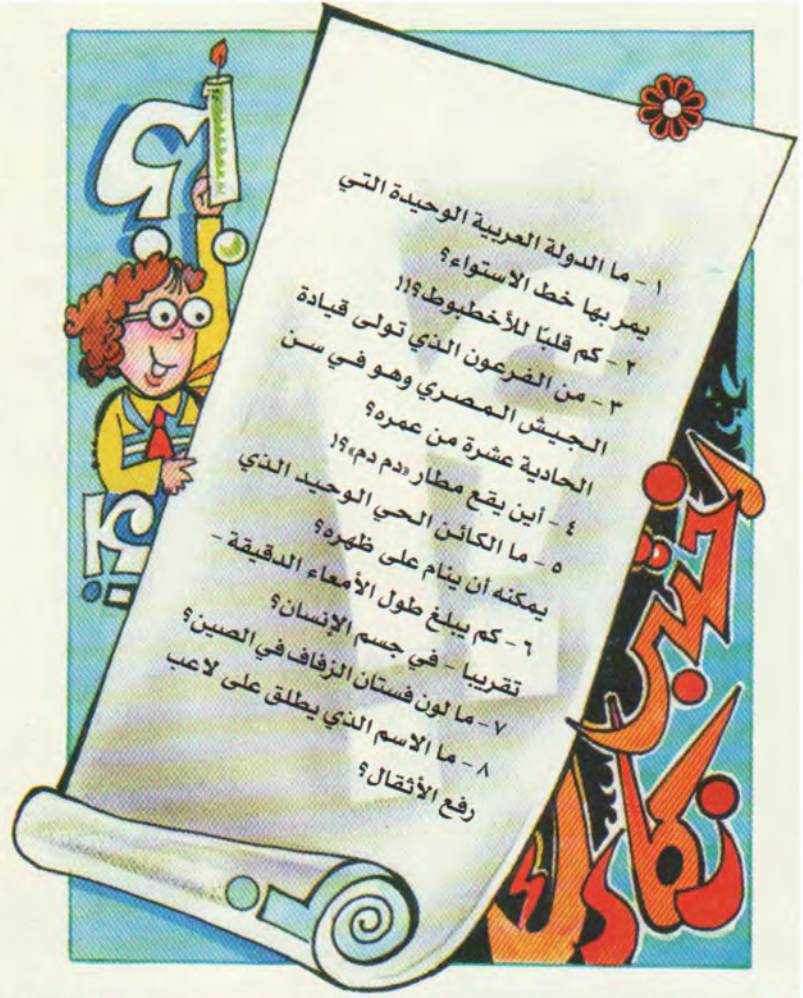 ١ - ما الدولة العربية الوحيدة التي
يمر بها خط الاستواء؟
٢ - كم قلبًا للأخطبوط؟!!
٣ - من الفرعون الذي تولى قيادة
الجيش المصري وهو في سن
الحادية عشرة من عمره؟
٤ - أين يقع مطار «دم دم»؟!
٥ - ما الكائن الحي الوحيد الذي
يمكنه أن ينام على ظهره؟
٦ - كم يبلغ طول الأمعاء الدقيقة -
تقريبا - في جسم الإنسان؟
٧ - ما لون فستان الزفاف في الصين؟
٨ - ما الاسم الذي يطلق على لاعب
رفع الأثقال؟
اختبر
ذكاءك